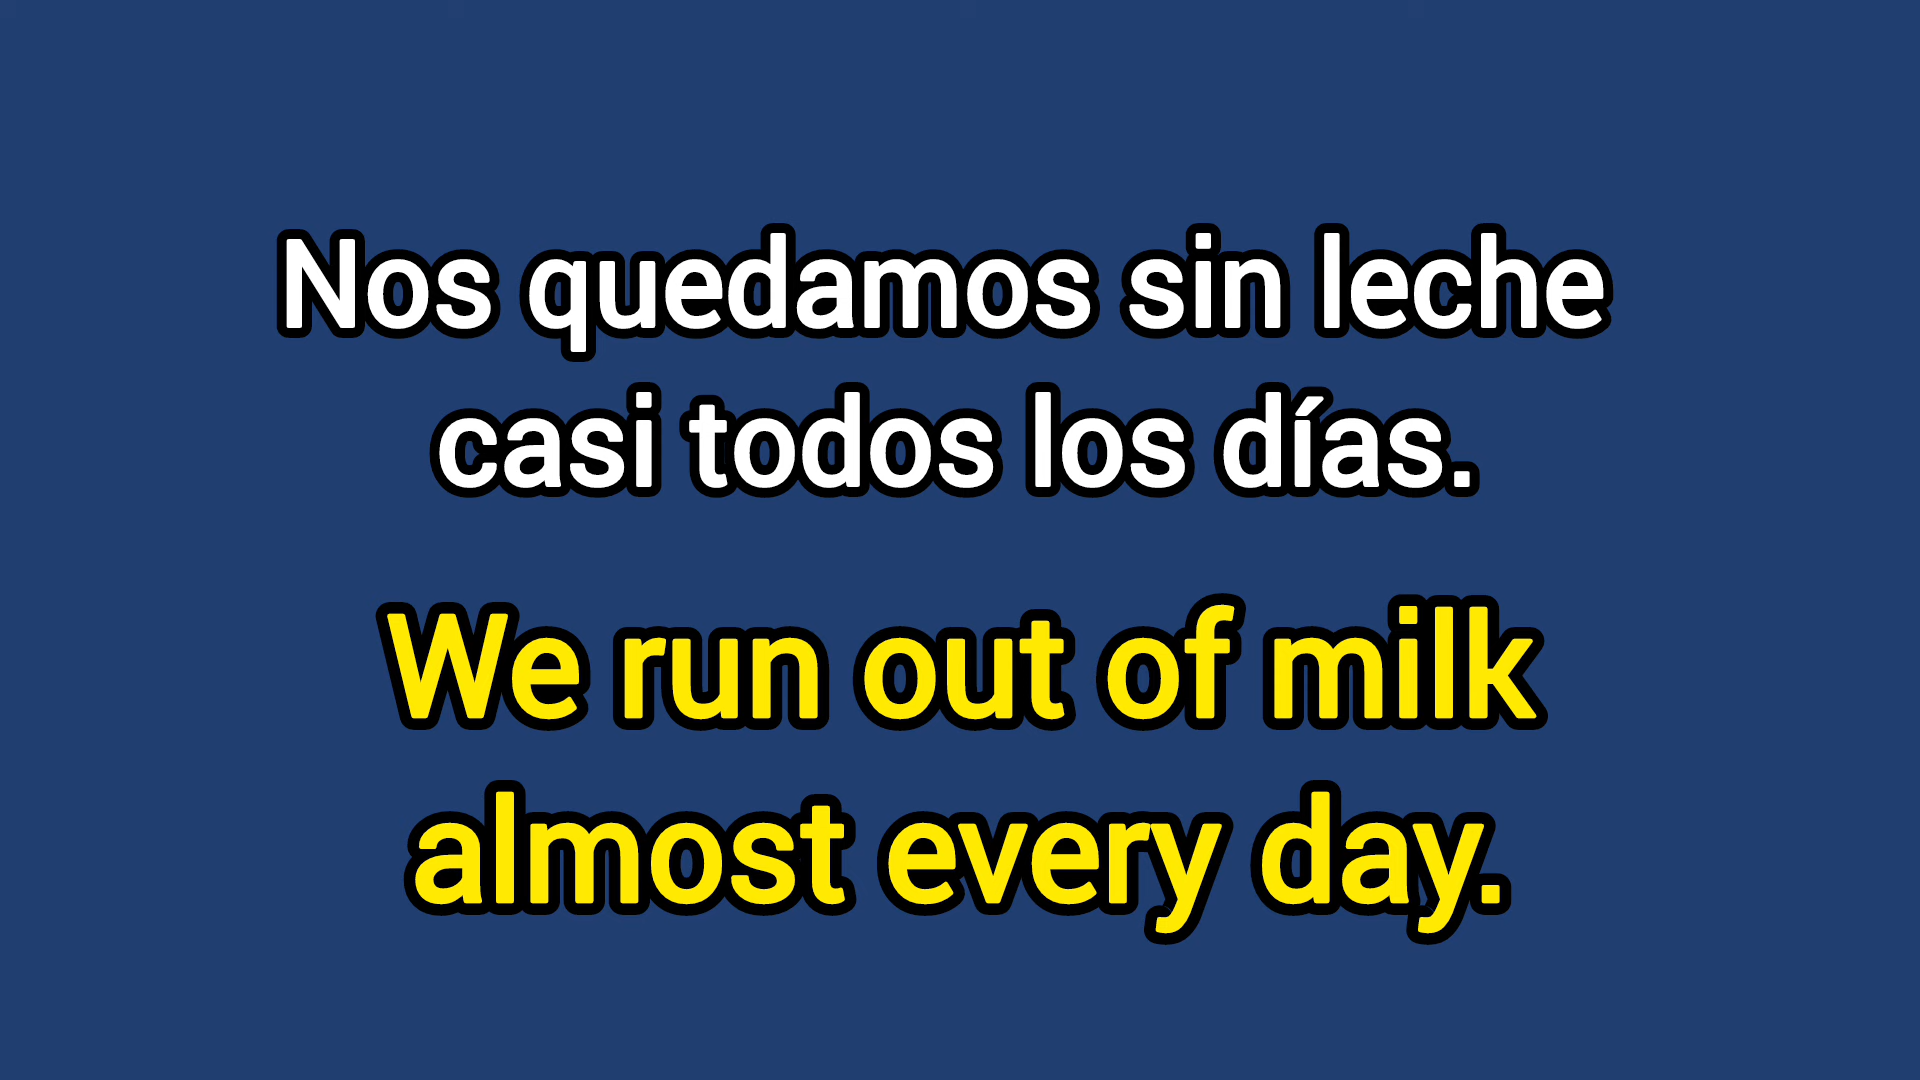 Nos quedamos sin leche
casi todos los días.
We run out of milk
almost every day.